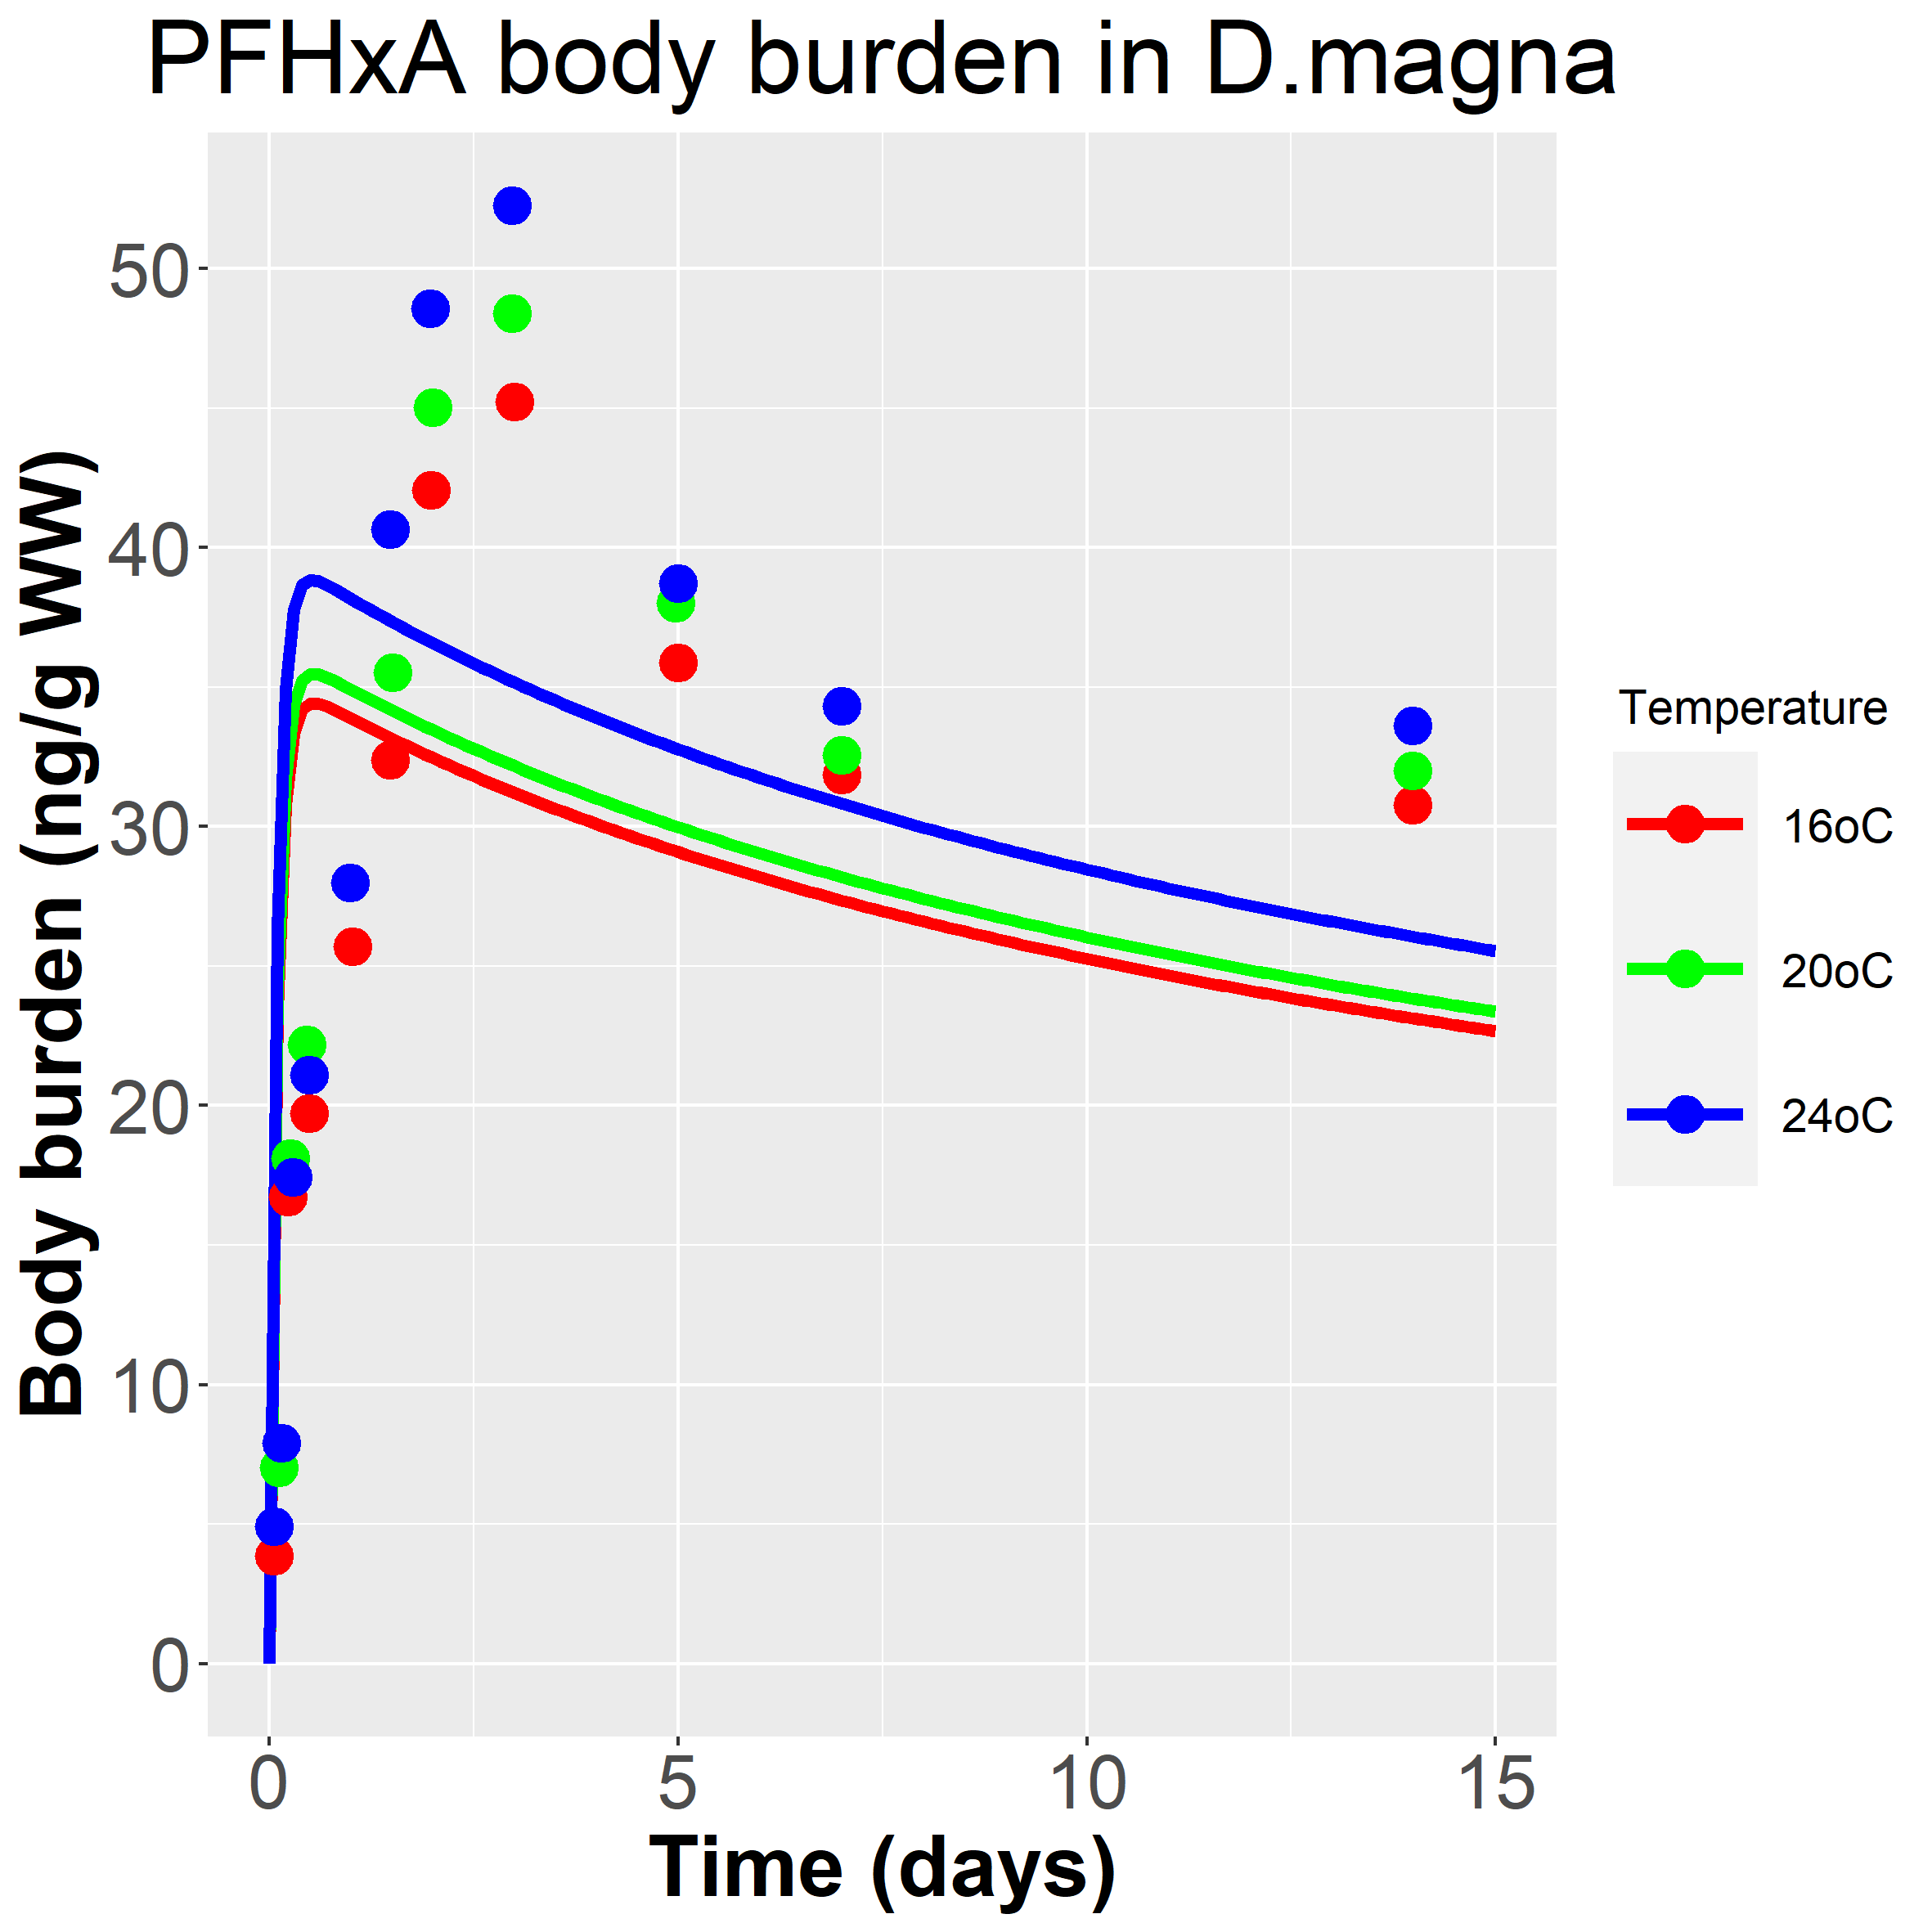 PFHxA body burden in D.magna
Body burden (ng/g WW)
50
40
30
20
10
0
0 5 10 15
Time (days)
Temperature
16oC
20oC
24oC